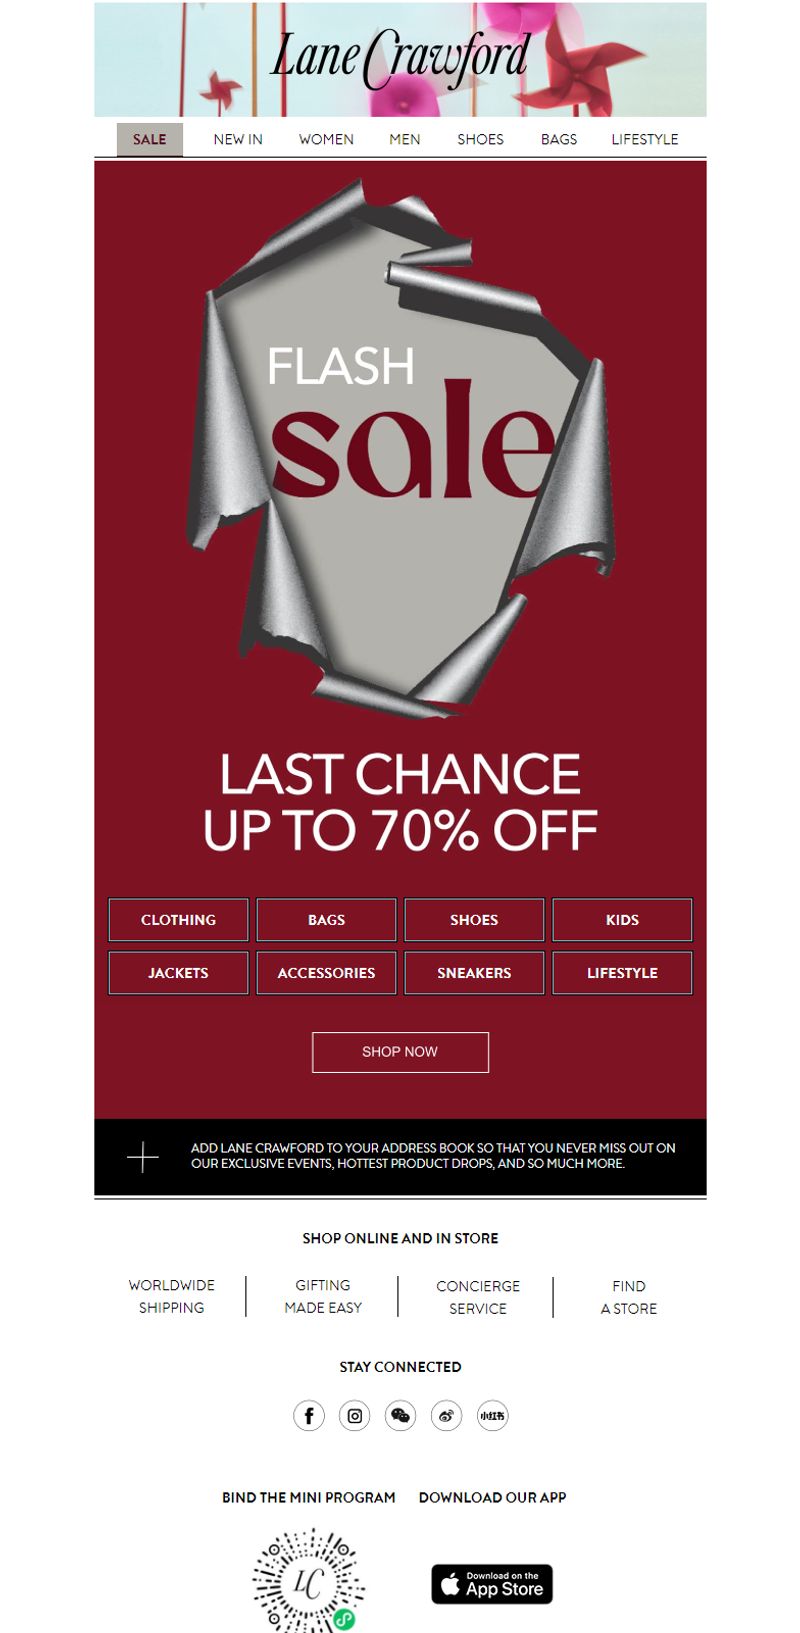 Lane Crawford
SALE NEW IN WOMEN MEN SHOES BAGS LIFESTYLE
FLASH
sale
LAST CHANCE
UP TO 70% OFF
CLOTHING BAGS SHOES KIDS
JACKETS ACCESSORIES SNEAKERS LIFESTYLE
SHOP NOW
ADD LANE CRAWFORD TO YOUR ADDRESS BOOK SO THAT YOU NEVER MISS OUT ON
OUR EXCLUSIVE EVENTS, HOTTEST PRODUCT DROPS, AND SO MUCH MORE.
SHOP ONLINE AND IN STORE
WORLDWIDE
SHIPPING
GIFTING
MADE EASY
CONCIERGE
SERVICE
FIND
A STORE
STAY CONNECTED
小红书
BIND THE MINI PROGRAM
DOWNLOAD OUR APP
LC
Download on the
App Store